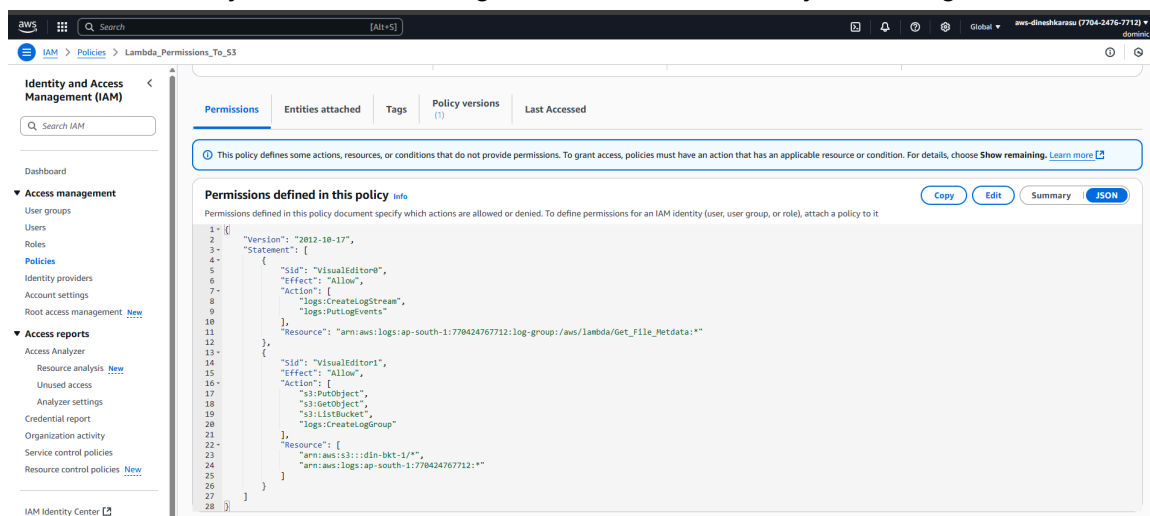 aws
Search
[Alt+S]
Global
aws-dineshkarasu (7704-2476-7712)
dominic
IAM > Policies > Lambda_Permissions_To_S3
Identity and Access
Management (IAM)
Search IAM
Dashboard
Access management
User groups
Users
Roles
Policies
Identity providers
Account settings
Root access management New
Access reports
Access Analyzer
Resource analysis New
Unused access
Analyzer settings
Credential report
Organization activity
Service control policies
Resource control policies New
IAM Identity Center
Permissions
Entities attached
Tags
Policy versions
(1)
Last Accessed
This policy defines some actions, resources, or conditions that do not provide permissions. To grant access, policies must have an action that has an applicable resource or condition. For details, choose Show remaining. Learn more
Permissions defined in this policy Info
Copy
Edit
Summary
JSON
Permissions defined in this policy document specify which actions are allowed or denied. To define permissions for an IAM identity (user, user group, or role), attach a policy to it
1 {
2 "Version": "2012-10-17",
3 "Statement": [
4 {
5 "Sid": "VisualEditor0",
6 "Effect": "Allow",
7 "Action": [
8 "logs:CreateLogStream",
9 "logs:PutLogEvents"
10 ],
11 "Resource": "arn:aws:logs:ap-south-1:770424767712:log-group:/aws/lambda/Get_File_Metdata:*"
12 },
13 {
14 "Sid": "VisualEditor1",
15 "Effect": "Allow",
16 "Action": [
17 "s3:PutObject",
18 "s3:GetObject",
19 "s3:ListBucket",
20 "logs:CreateLogGroup"
21 ],
22 "Resource": [
23 "arn:aws:s3:::din-bkt-1/*",
24 "arn:aws:logs:ap-south-1:770424767712:*"
25 ]
26 }
27 ]
28 }